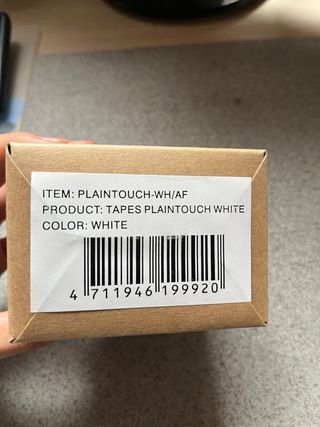 ITEM: PLAINTOUCH-WH/AF
PRODUCT: TAPES PLAINTOUCH WHITE
COLOR: WHITE
4 711946 199920